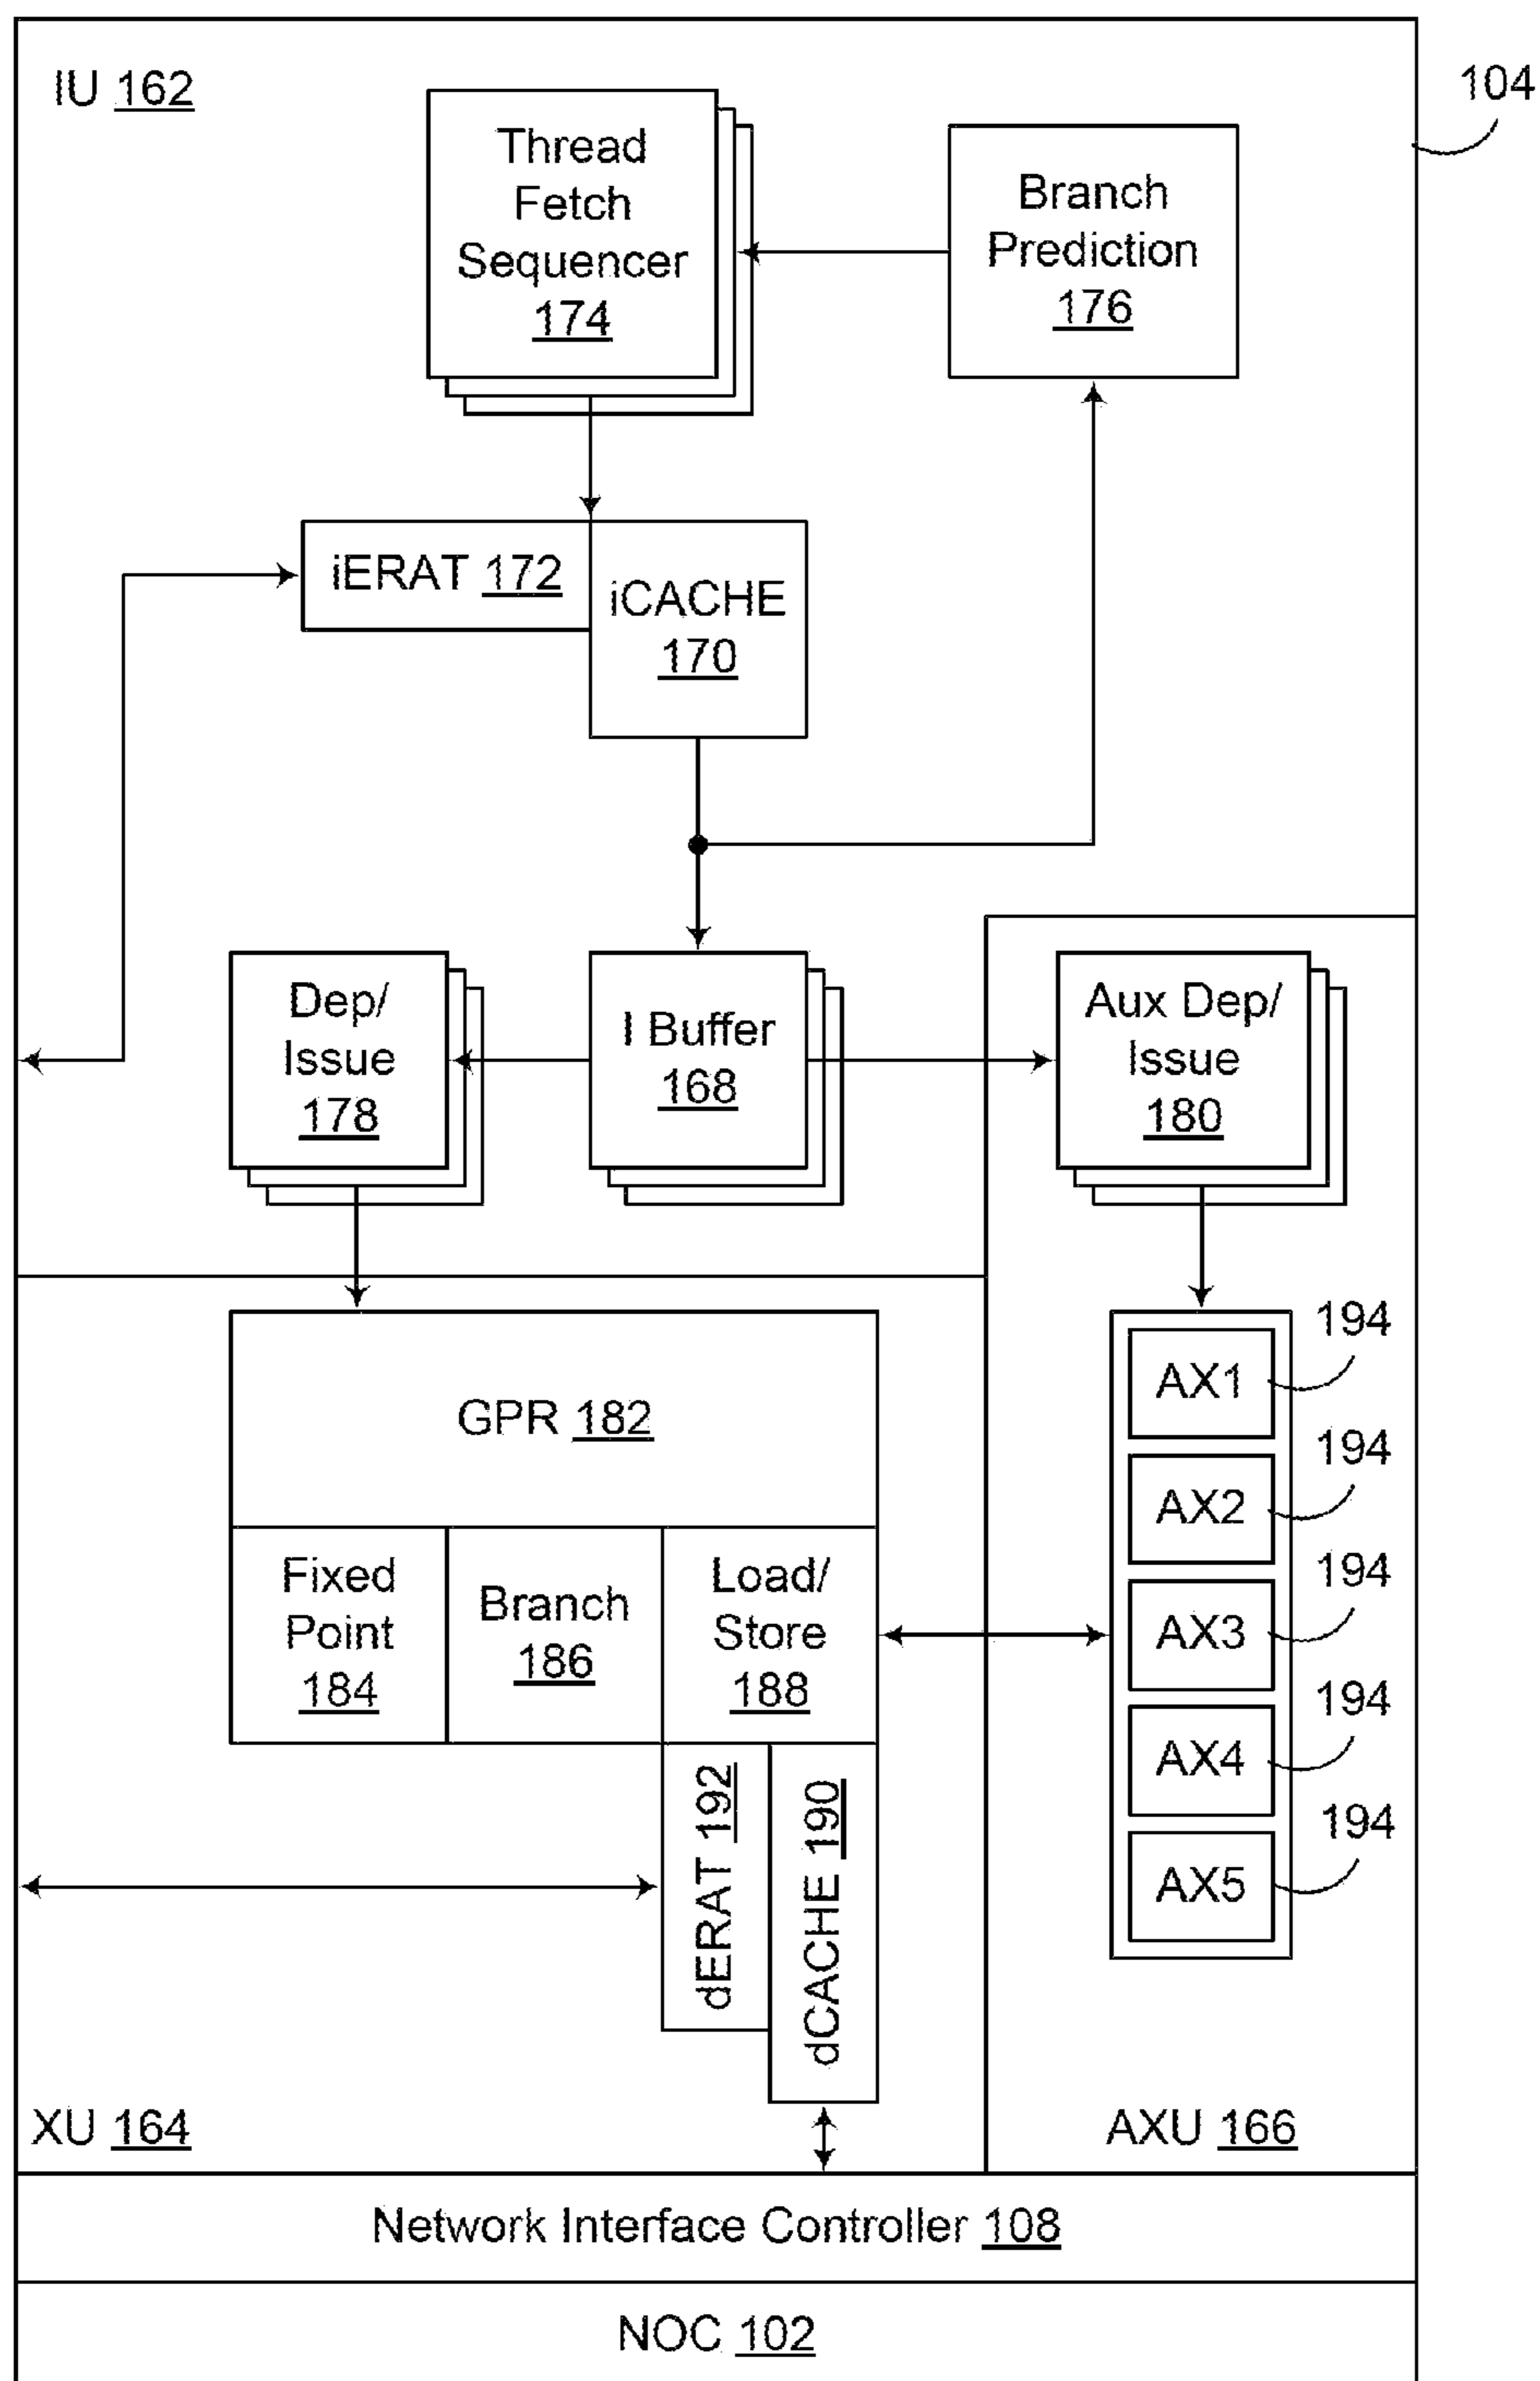 IU 162
104
Thread
Fetch
Sequencer
174
Branch
Prediction
176
iERAT 172
iCACHE
170
Dep/
Issue
178
I Buffer
168
Aux Dep/
Issue
180
GPR 182
Fixed
Point
184
Branch
186
Load/
Store
188
dERAT 192
dCACHE 190
AX1
194
AX2
194
AX3
194
AX4
194
AX5
194
XU 164
AXU 166
Network Interface Controller 108
NOC 102